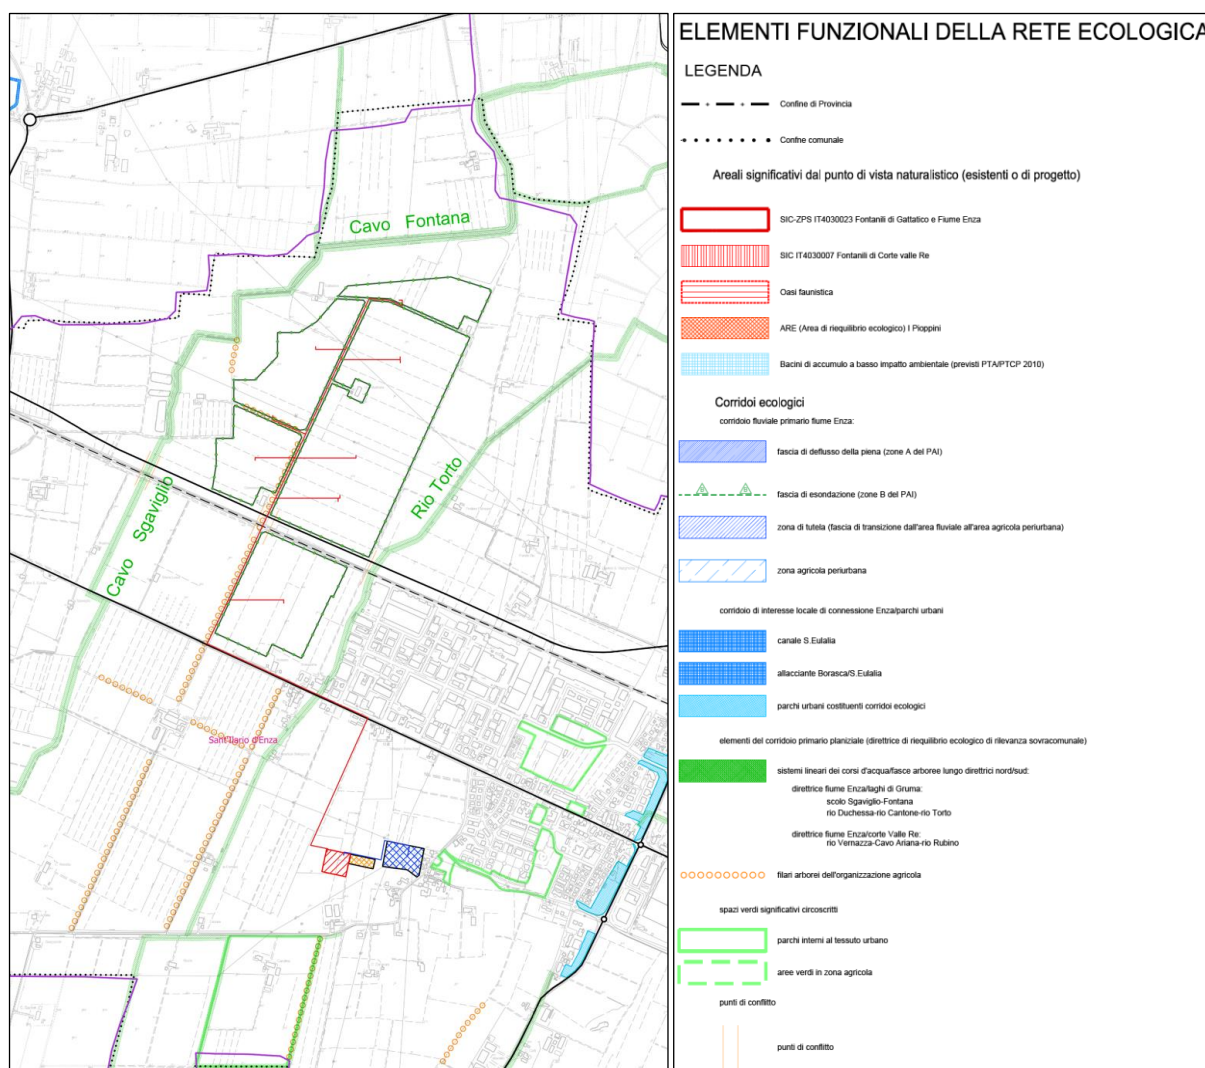 Cavo Fontana
Cavo Sgaviglio
Rio Torto
Sant'Ilario d'Enza
ELEMENTI FUNZIONALI DELLA RETE ECOLOGICA
LEGENDA
Confine di Provincia
Confne comunale
Areali significativi dal punto di vista naturalistico (esistenti o di progetto)
SIC-ZPS IT4030023 Fontanili di Gattatico e Fiume Enza
SIC IT4030007 Fontanili di Corte valle Re
Oasi faunistica
ARE (Area di riequilibrio ecologico) I Pioppini
Bacini di accumulo a basso impatto ambientale (previsti PTA/PTCP 2010)
Corridoi ecologici
corridoio fluviale primario fiume Enza:
fascia di deflusso della piena (zone A del PAI)
fascia di esondazione (zone B del PAI)
zona di tutela (fascia di transizione dall'area fluviale all'area agricola periurbana)
zona agricola periurbana
corridoio di interesse locale di connessione Enza/parchi urbani
canale S.Eulalia
allacciante Borasca/S.Eulalia
parchi urbani costituenti corridoi ecologici
elementi del corridoio primario planiziale (direttrice di riequilibrio ecologico di rilevanza sovracomunale)
sistemi lineari dei corsi d'acqua/fasce arboree lungo direttrici nord/sud:
direttrice fiume Enza/laghi di Gruma:
scolo Sgaviglio-Fontana
rio Duchessa-rio Cantone-rio Torto
direttrice fiume Enza/corte Valle Re:
rio Vernazza-Cavo Ariana-rio Rubino
filari arborei dell'organizzazione agricola
spazi verdi significativi circoscritti
parchi interni al tessuto urbano
aree verdi in zona agricola
punti di conflitto
punti di conflitto